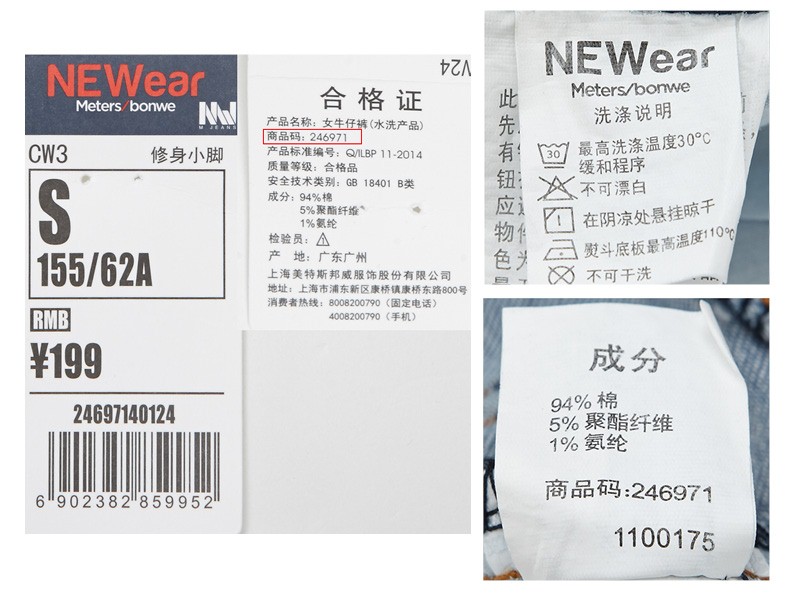 NEWear
Meters/bonwe
M JEANS
CW3 修身小脚
S
155/62A
RMB
¥199
24697140124
6 902382 859952
V24
合格证
产品名称: 女牛仔裤(水洗产品)
商品码: 246971
产品标准编号: Q/ILBP 11-2014
质量等级: 合格品
安全技术类别: GB 18401 B类
成分: 94%棉
5%聚酯纤维
1%氨纶
检验员:
产 地: 广东广州
上海美特斯邦威服饰股份有限公司
地址: 上海市浦东新区康桥镇康桥东路800号
消费者热线: 8008200790 (固定电话)
4008200790 (手机)
NEWear
Meters/bonwe
洗涤说明
30
最高洗涤温度30°C
缓和程序
不可漂白
在阴凉处悬挂晾干
熨斗底板最高温度110°C
不可干洗
此
先
有
钮
应
物
色
成分
94% 棉
5% 聚酯纤维
1% 氨纶
商品码:246971
1100175